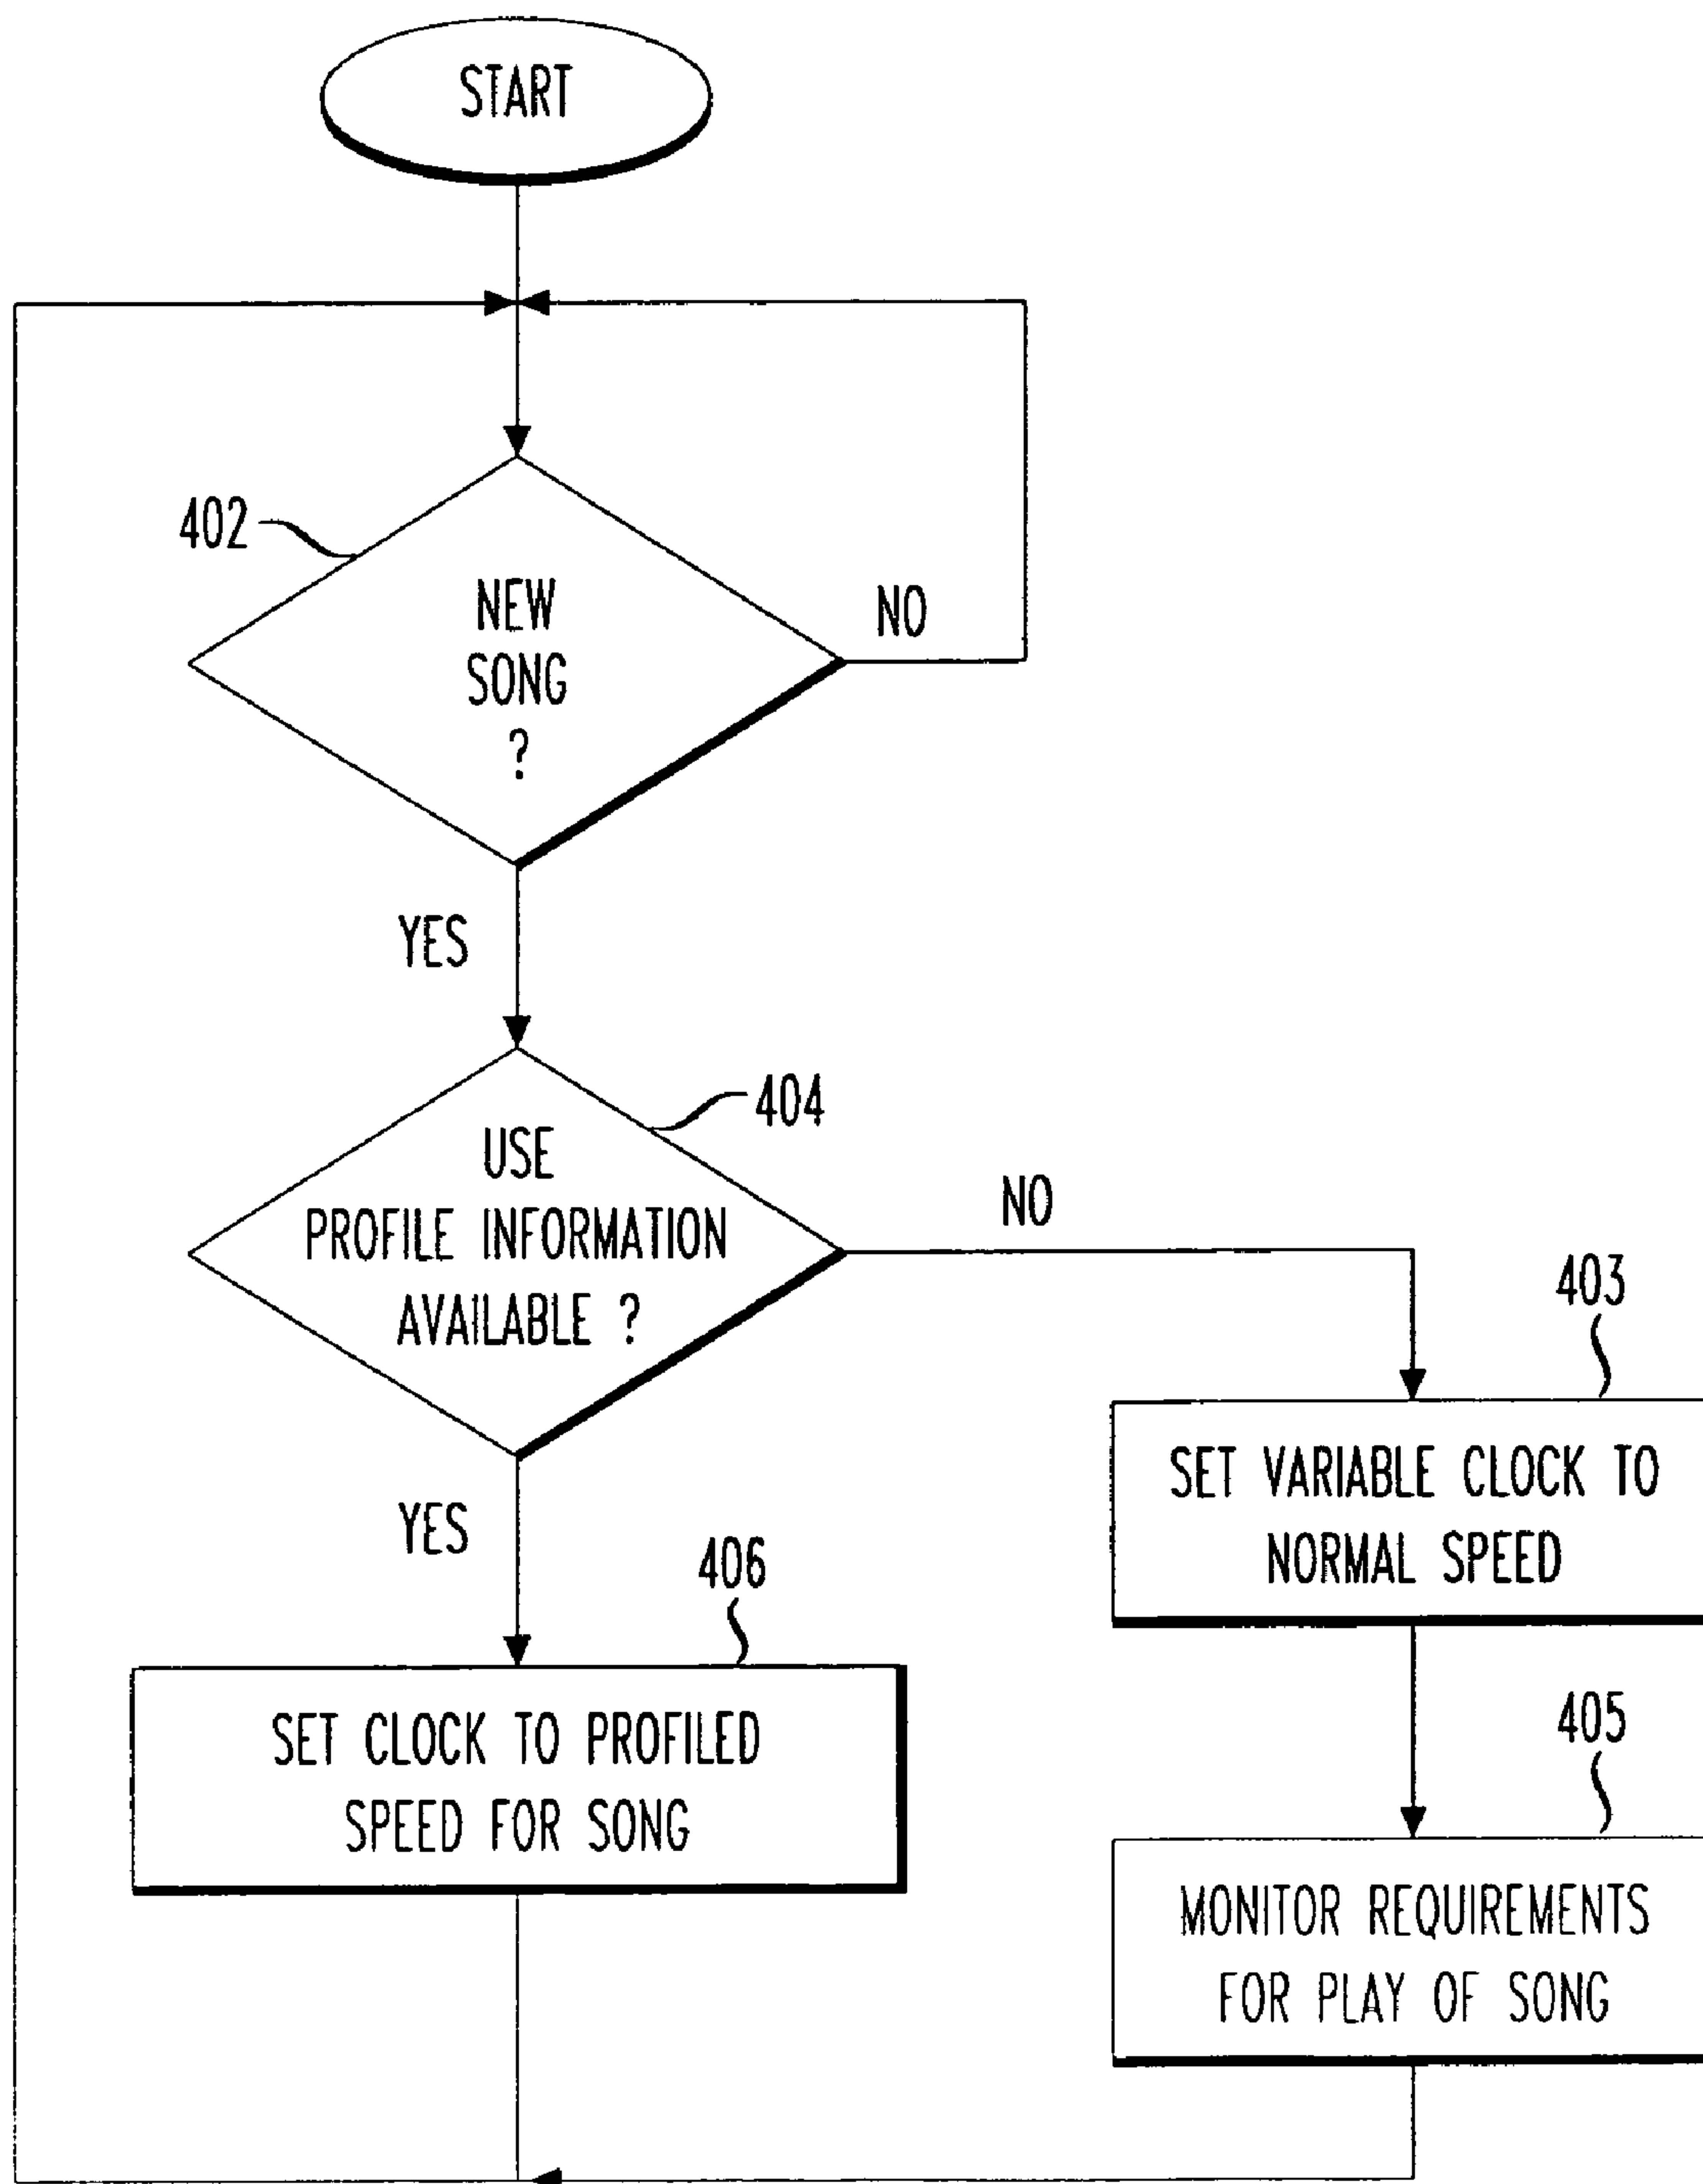 START
402
NEW
SONG
?
NO
YES
404
USE
PROFILE INFORMATION
AVAILABLE ?
NO
403
SET VARIABLE CLOCK TO
NORMAL SPEED
YES
406
SET CLOCK TO PROFILED
SPEED FOR SONG
405
MONITOR REQUIREMENTS
FOR PLAY OF SONG